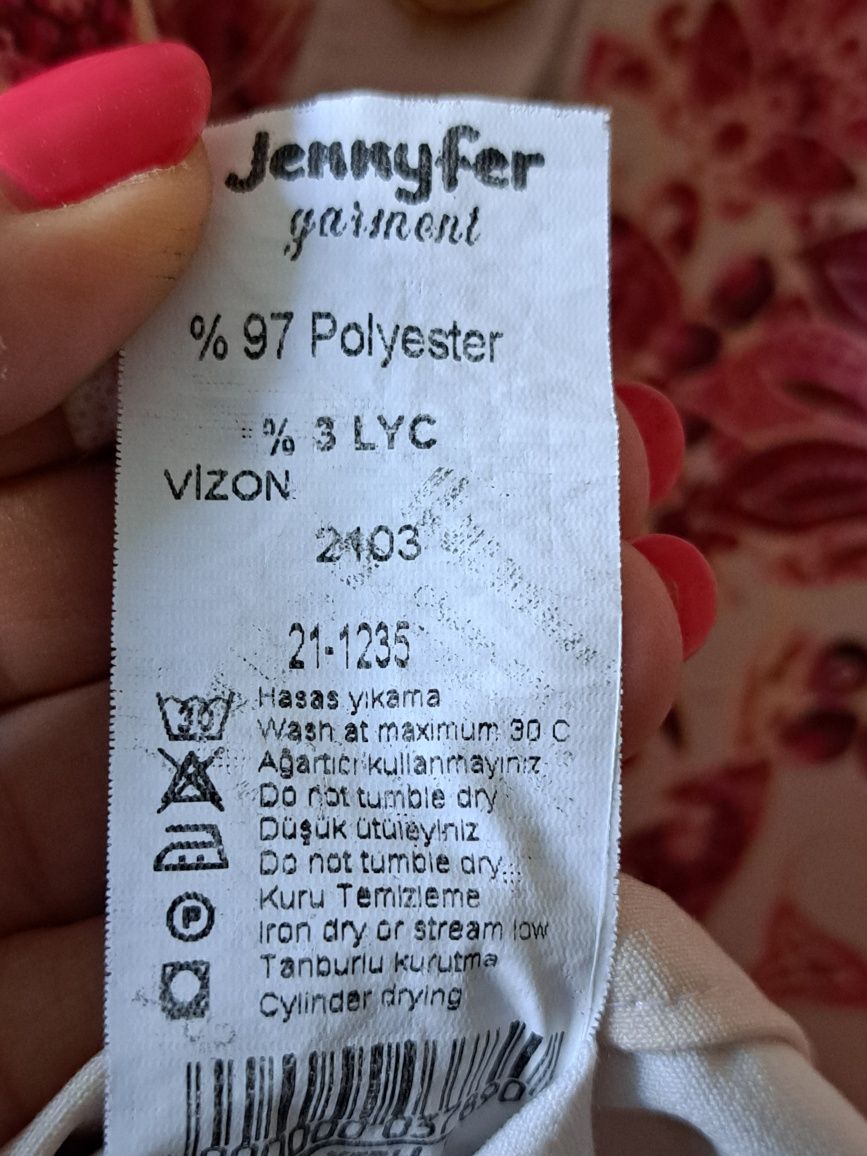 Jennyfer
garment
% 97 Polyester
% 3 LYC
VİZON
2103
21-1235
30
Hasas yıkama
Wash at maximum 30 C
Ağartıcı kullanmayınız
Do not tumble dry
Düşük ütüleyiniz
Do not tumble dry
Kuru Temizleme
P
Iron dry or stream low
Tanburlu kurutma
Cylinder drying